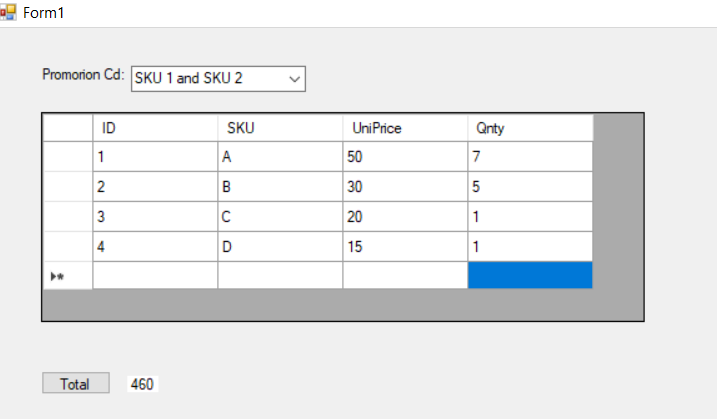 Form1
Promorion Cd: SKU 1 and SKU 2
ID SKU UniPrice Qnty
1 A 50 7
2 B 30 5
3 C 20 1
4 D 15 1
Total 460